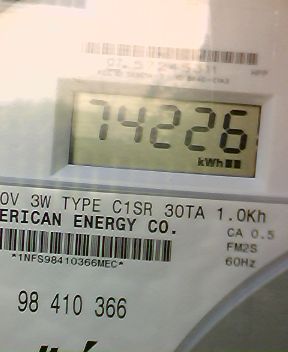 74226
kWh
0V 3W TYPE C1SR 30TA 1.0Kh
ERICAN ENERGY CO.
CA 0.5
FM2S
60Hz
*1NFS98410366MEC*
98 410 366